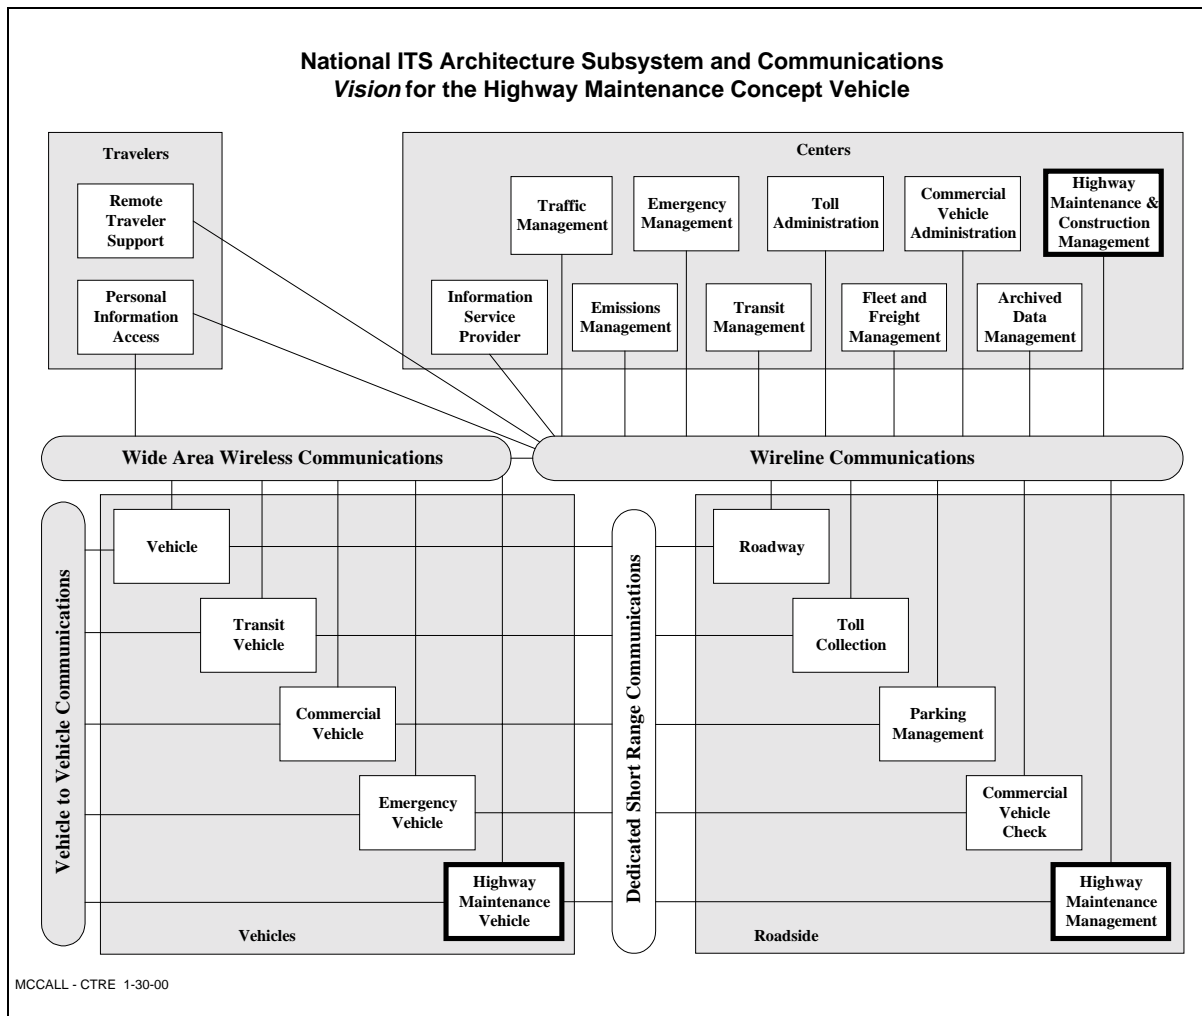 National ITS Architecture Subsystem and Communications
Vision for the Highway Maintenance Concept Vehicle
Travelers
Remote
Traveler
Support
Personal
Information
Access
Centers
Traffic
Management
Emergency
Management
Toll
Administration
Commercial
Vehicle
Administration
Highway
Maintenance &
Construction
Management
Information
Service
Provider
Emissions
Management
Transit
Management
Fleet and
Freight
Management
Archived
Data
Management
Wide Area Wireless Communications
Wireline Communications
Vehicle to Vehicle Communications
Vehicle
Transit
Vehicle
Commercial
Vehicle
Emergency
Vehicle
Highway
Maintenance
Vehicle
Vehicles
Dedicated Short Range Communications
Roadway
Toll
Collection
Parking
Management
Commercial
Vehicle
Check
Highway
Maintenance
Management
Roadside
MCCALL - CTRE 1-30-00